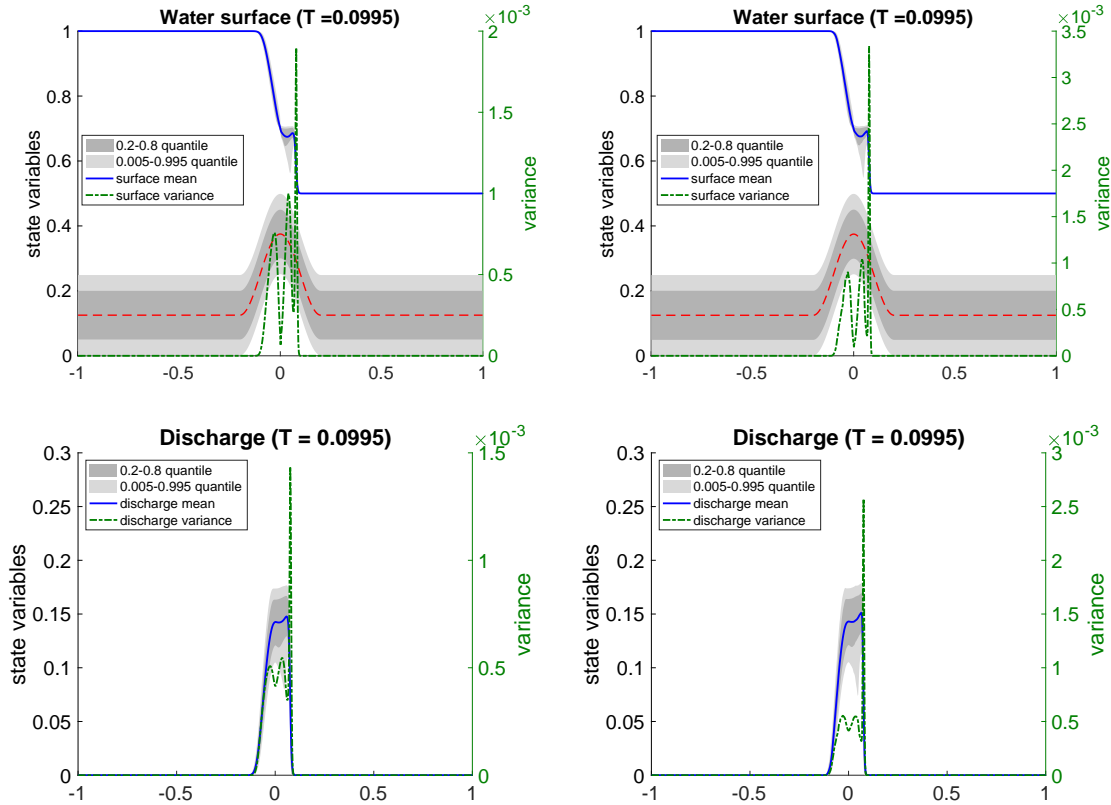 Water surface (T =0.0995)
×10⁻³
1
0.8
0.6
0.4
0.2
0
state variables
2
1.5
1
0.5
0
variance
0.2-0.8 quantile
0.005-0.995 quantile
surface mean
surface variance
-1
-0.5
0
0.5
1
Water surface (T =0.0995)
×10⁻³
1
0.8
0.6
0.4
0.2
0
state variables
3.5
3
2.5
2
1.5
1
0.5
0
variance
0.2-0.8 quantile
0.005-0.995 quantile
surface mean
surface variance
-1
-0.5
0
0.5
1
Discharge (T = 0.0995)
×10⁻³
0.3
0.25
0.2
0.15
0.1
0.05
0
state variables
1.5
1
0.5
0
variance
0.2-0.8 quantile
0.005-0.995 quantile
discharge mean
discharge variance
-1
-0.5
0
0.5
1
Discharge (T = 0.0995)
×10⁻³
0.3
0.25
0.2
0.15
0.1
0.05
0
state variables
3
2.5
2
1.5
1
0.5
0
variance
0.2-0.8 quantile
0.005-0.995 quantile
discharge mean
discharge variance
-1
-0.5
0
0.5
1